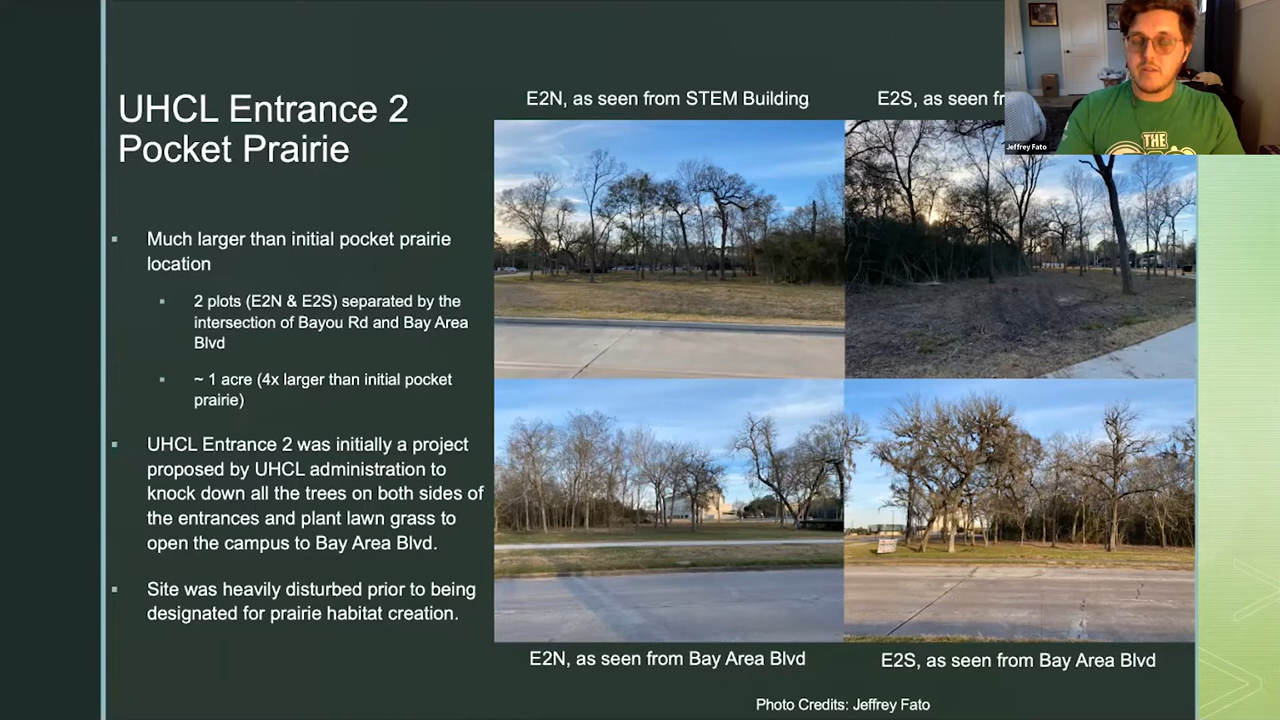 UHCL Entrance 2
Pocket Prairie
▪ Much larger than initial pocket prairie
location
▪ 2 plots (E2N & E2S) separated by the
intersection of Bayou Rd and Bay Area
Blvd
▪ ~ 1 acre (4x larger than initial pocket
prairie)
▪ UHCL Entrance 2 was initially a project
proposed by UHCL administration to
knock down all the trees on both sides of
the entrances and plant lawn grass to
open the campus to Bay Area Blvd.
▪ Site was heavily disturbed prior to being
designated for prairie habitat creation.
E2N, as seen from STEM Building
E2S, as seen
Jeffrey Fato
THE
E2N, as seen from Bay Area Blvd
E2S, as seen from Bay Area Blvd
Photo Credits: Jeffrey Fato